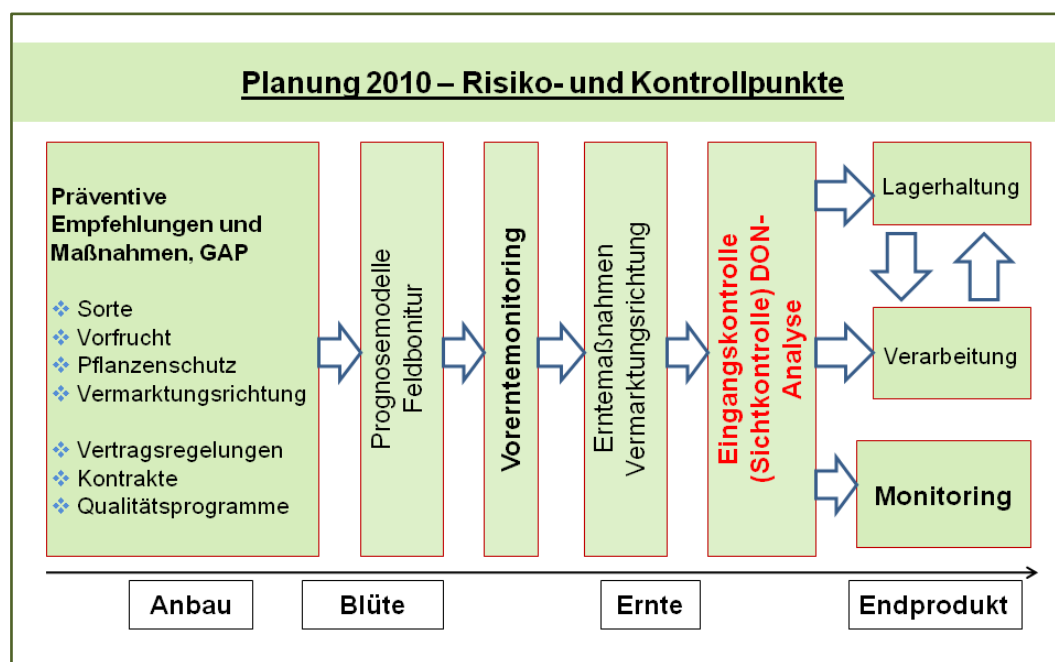 Planung 2010 – Risiko- und Kontrollpunkte
Präventive
Empfehlungen und
Maßnahmen, GAP
Sorte
Vorfrucht
Pflanzenschutz
Vermarktungsrichtung
Vertragsregelungen
Kontrakte
Qualitätsprogramme
Prognosemodelle
Feldbonitur
Vorerntemonitoring
Erntemaßnahmen
Vermarktungsrichtung
Eingangskontrolle
(Sichtkontrolle) DON-
Analyse
Lagerhaltung
Verarbeitung
Monitoring
Anbau
Blüte
Ernte
Endprodukt